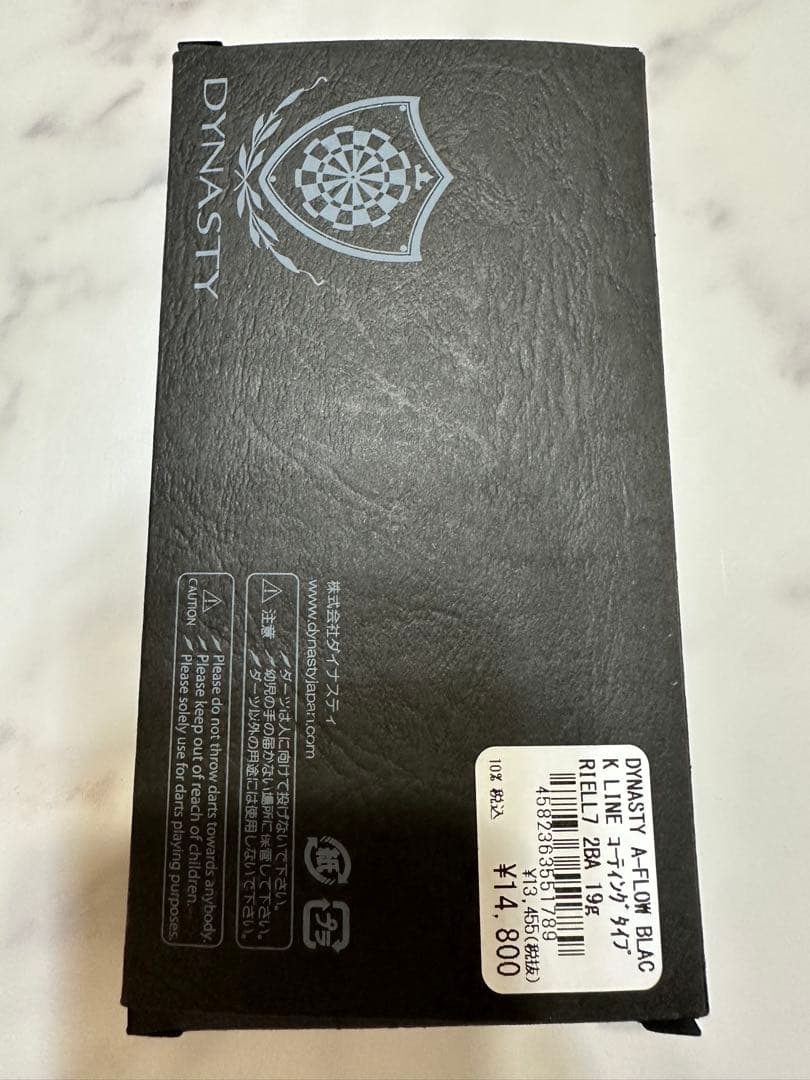 DYNASTY
株式会社ダイナスティ
www.dynastyjapan.com
注意
ダーツは人に向けて投げないで下さい。
幼児の手の届かない場所に保管して下さい。
ダーツ以外の用途には使用しないで下さい。
CAUTION
Please do not throw darts towards anybody.
Please keep out of reach of children.
Please solely use for darts playing purposes.
紙
プラ
DYNASTY A-FLOW BLAC
K LINE コーティングタイプ
RIELL7 2BA 19g
4582363551789
¥13,455(税抜)
10% 税込 ¥14,800